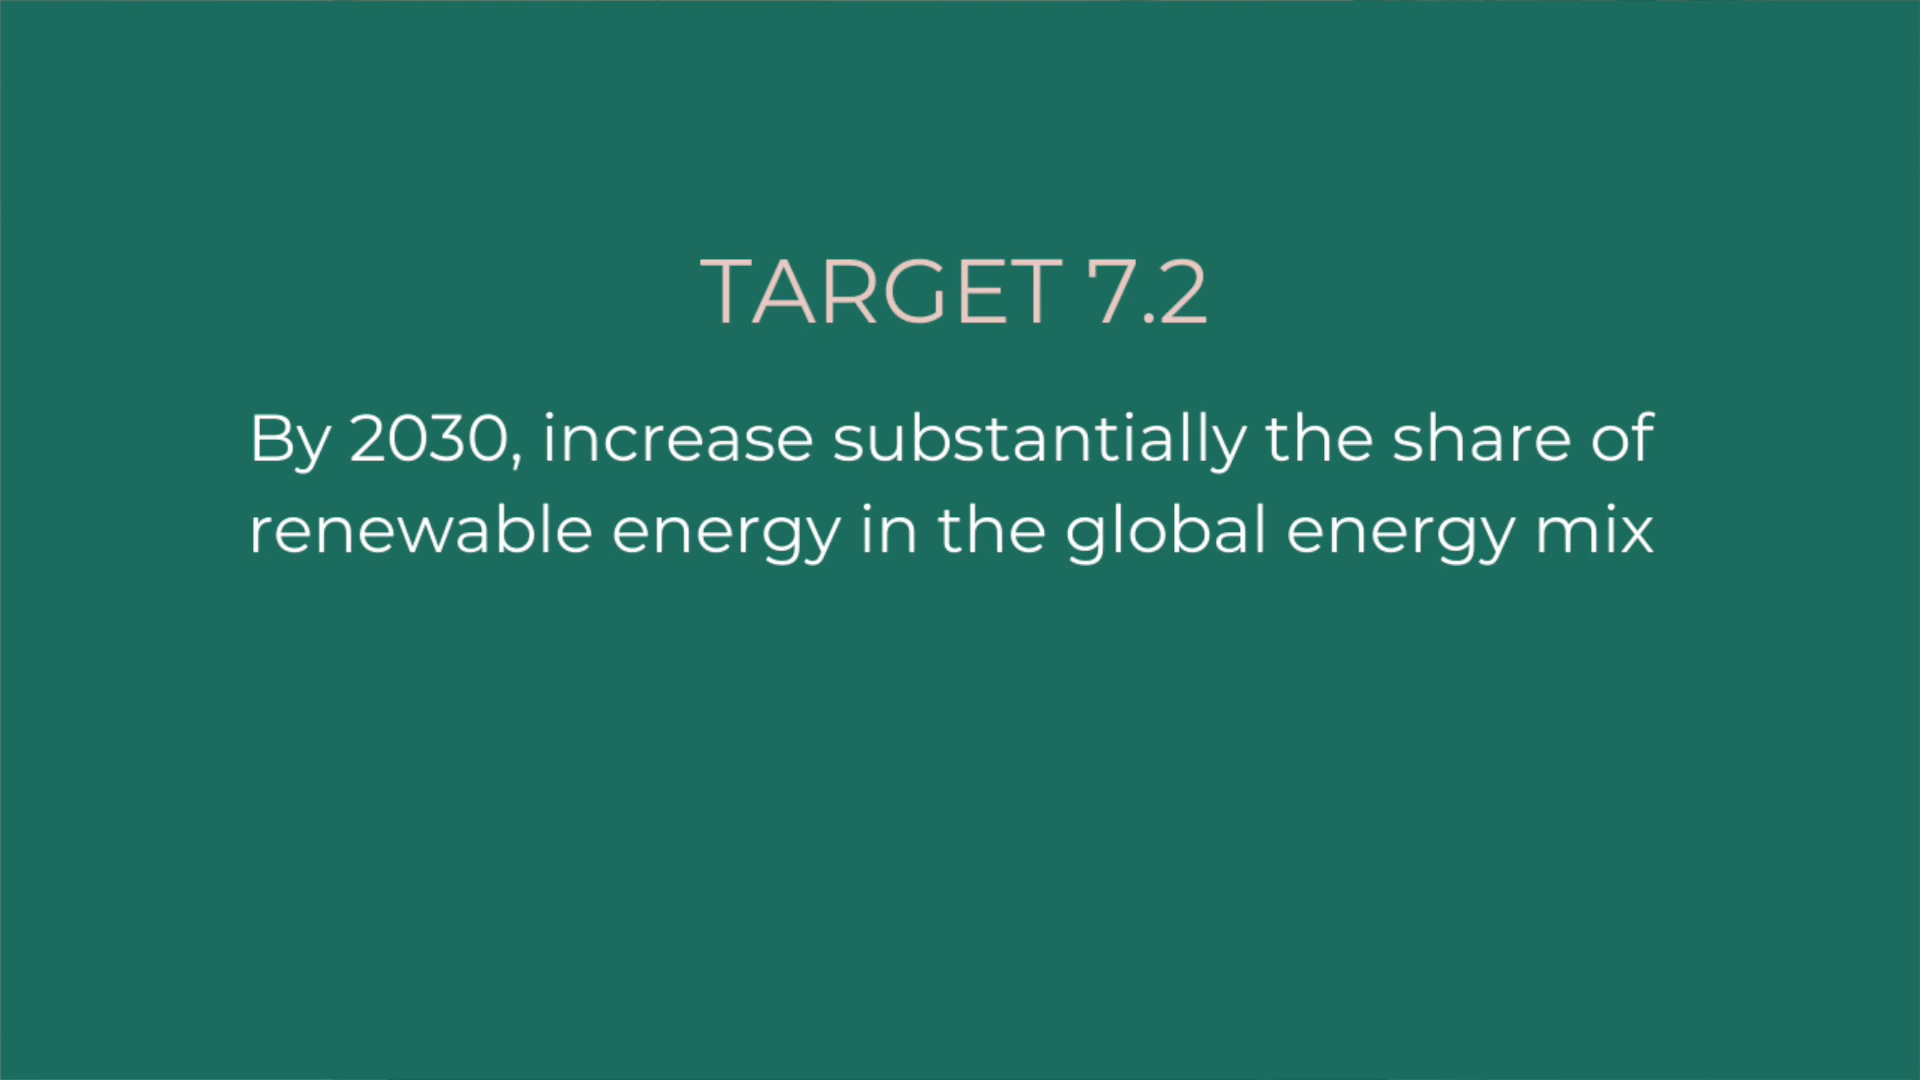 TARGET 7.2
By 2030, increase substantially the share of
renewable energy in the global energy mix